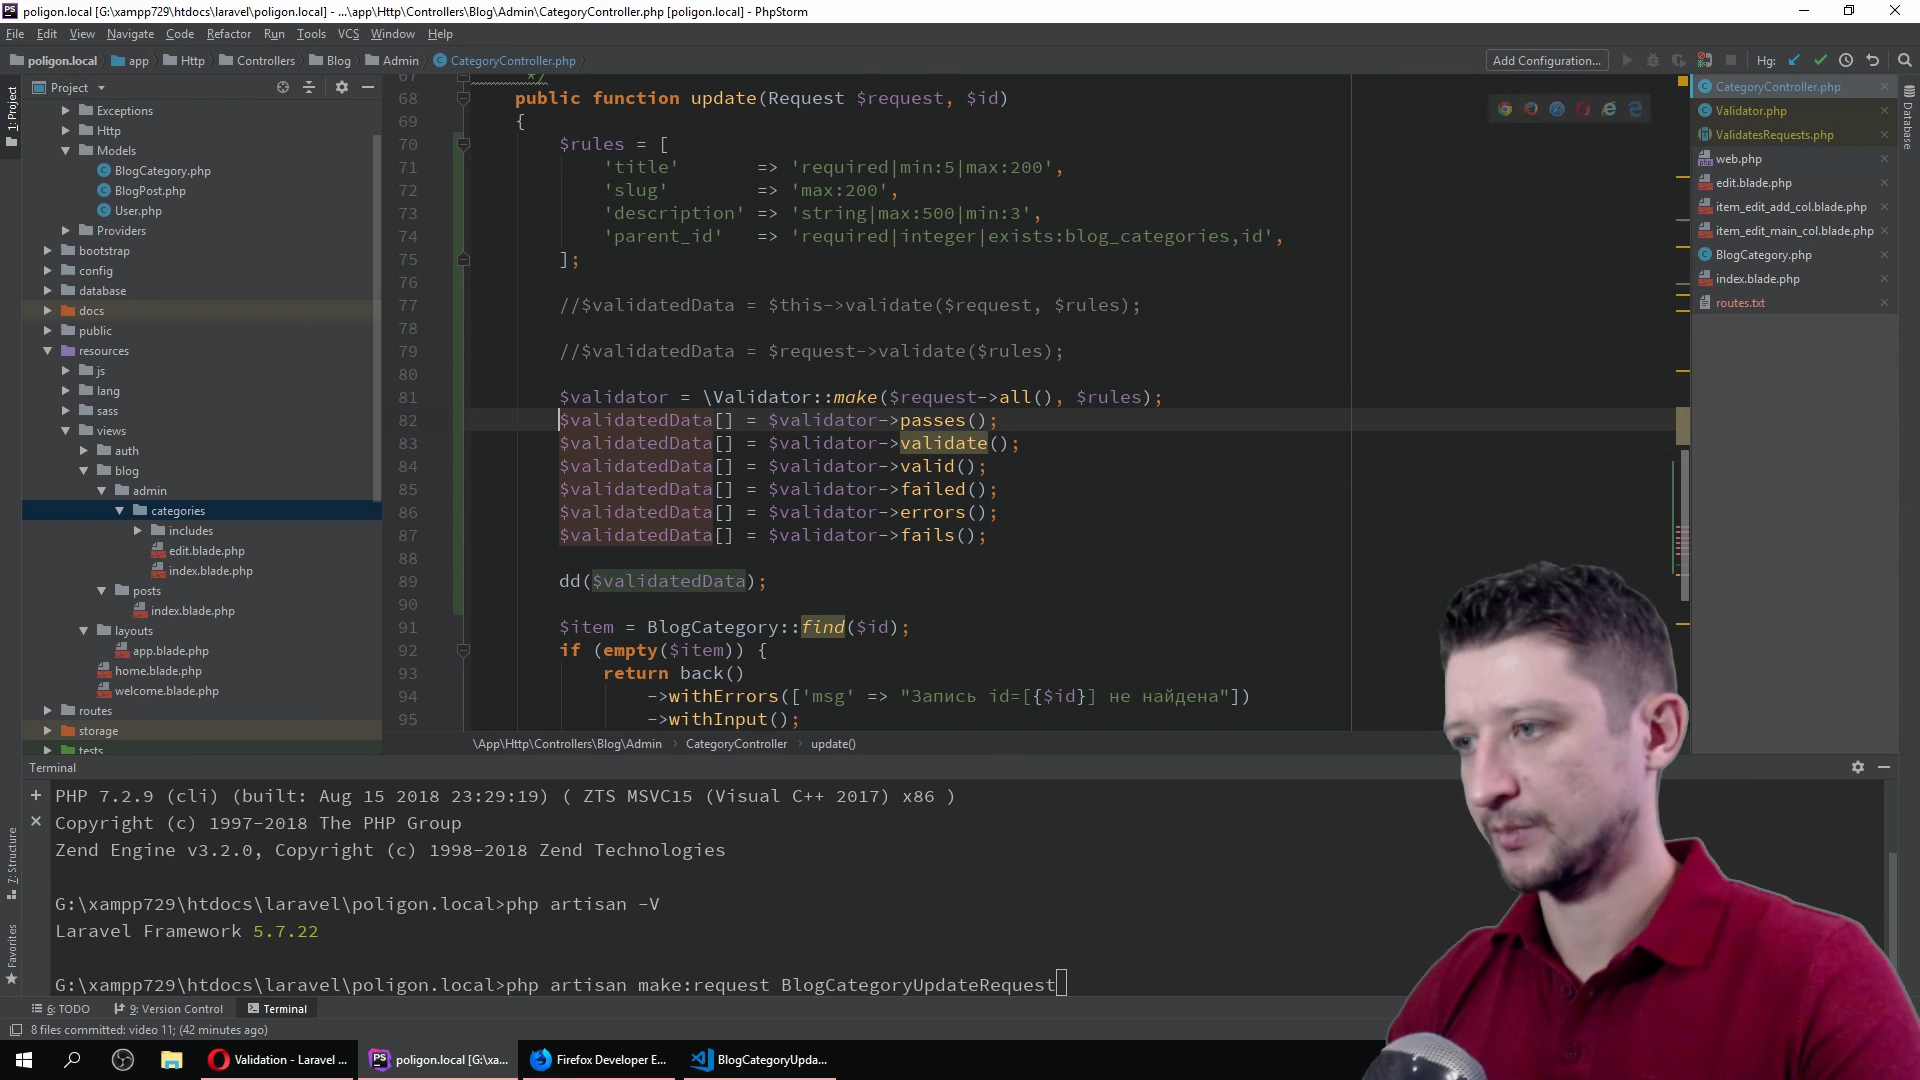 poligon.local [G:\xampp729\htdocs\laravel\poligon.local] - ...\app\Http\Controllers\Blog\Admin\CategoryController.php [poligon.local] - PhpStorm
File Edit View Navigate Code Refactor Run Tools VCS Window Help
poligon.local app Http Controllers Blog Admin CategoryController.php Add Configuration... Hg:
1: Project
Project
Exceptions
Http
Models
BlogCategory.php
BlogPost.php
User.php
Providers
bootstrap
config
database
docs
public
resources
js
lang
sass
views
auth
blog
admin
categories
includes
edit.blade.php
index.blade.php
posts
index.blade.php
layouts
app.blade.php
home.blade.php
welcome.blade.php
routes
storage
tests
67 */
68 public function update(Request $request, $id)
69 {
70 $rules = [
71 'title' => 'required|min:5|max:200',
72 'slug' => 'max:200',
73 'description' => 'string|max:500|min:3',
74 'parent_id' => 'required|integer|exists:blog_categories,id',
75 ];
76
77 //$validatedData = $this->validate($request, $rules);
78
79 //$validatedData = $request->validate($rules);
80
81 $validator = \Validator::make($request->all(), $rules);
82 $validatedData[] = $validator->passes();
83 $validatedData[] = $validator->validate();
84 $validatedData[] = $validator->valid();
85 $validatedData[] = $validator->failed();
86 $validatedData[] = $validator->errors();
87 $validatedData[] = $validator->fails();
88
89 dd($validatedData);
90
91 $item = BlogCategory::find($id);
92 if (empty($item)) {
93 return back()
94 ->withErrors(['msg' => "Запись id=[{$id}] не найдена"])
95 ->withInput();
\App\Http\Controllers\Blog\Admin CategoryController update()
CategoryController.php
Validator.php
ValidatesRequests.php
web.php
edit.blade.php
item_edit_add_col.blade.php
item_edit_main_col.blade.php
BlogCategory.php
index.blade.php
routes.txt
Database
Terminal
PHP 7.2.9 (cli) (built: Aug 15 2018 23:29:19) ( ZTS MSVC15 (Visual C++ 2017) x86 )
Copyright (c) 1997-2018 The PHP Group
Zend Engine v3.2.0, Copyright (c) 1998-2018 Zend Technologies
G:\xampp729\htdocs\laravel\poligon.local>php artisan -V
Laravel Framework 5.7.22
G:\xampp729\htdocs\laravel\poligon.local>php artisan make:request BlogCategoryUpdateRequest
7: Structure
Favorites
6: TODO 9: Version Control Terminal
8 files committed: video 11; (42 minutes ago)
Validation - Laravel ... poligon.local [G:\xa... Firefox Developer E... BlogCategoryUpda...